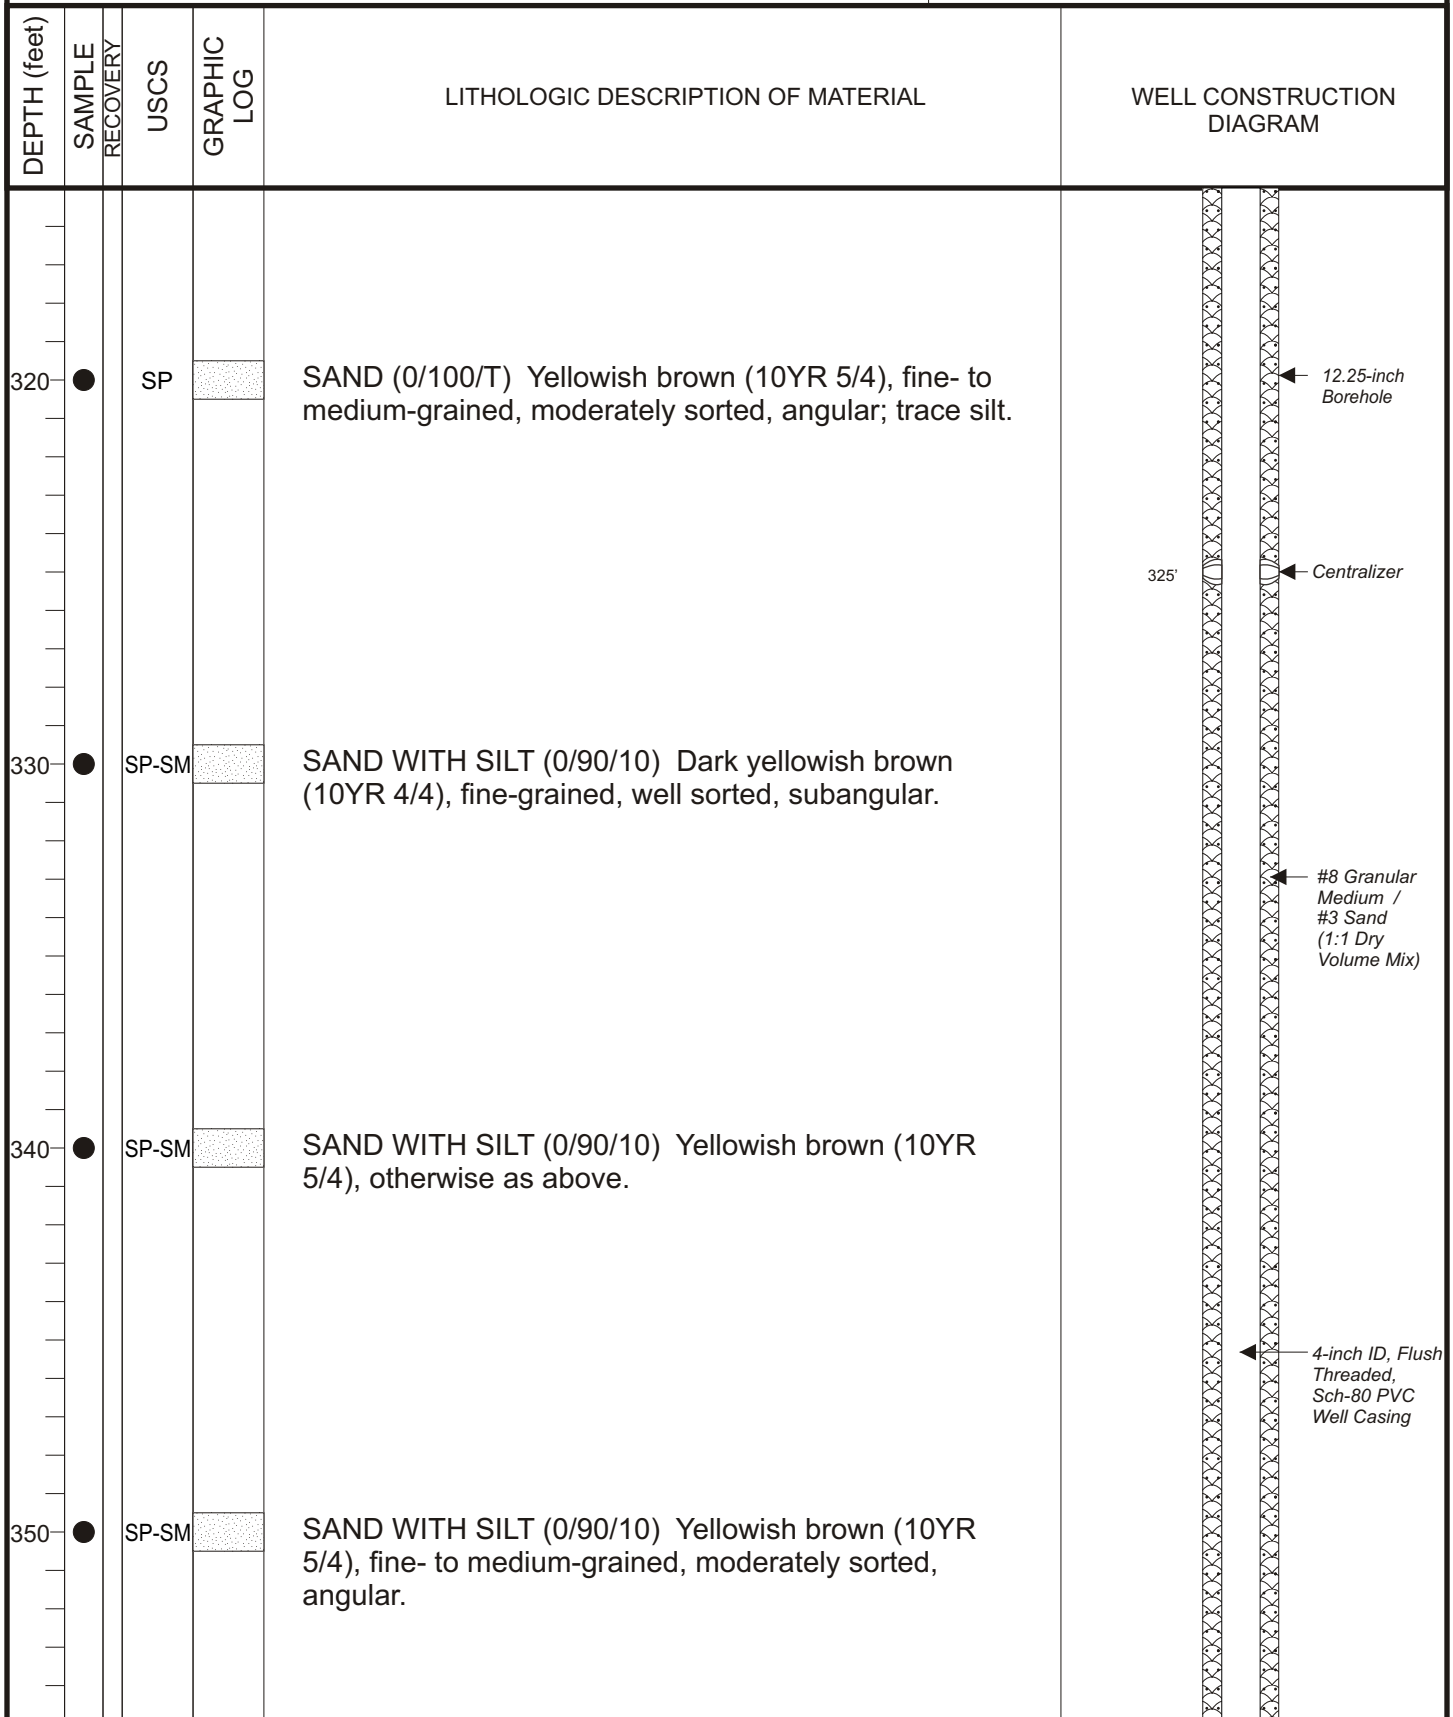 DEPTH (feet)
SAMPLE
RECOVERY
USCS
GRAPHIC
LOG
LITHOLOGIC DESCRIPTION OF MATERIAL
WELL CONSTRUCTION
DIAGRAM
320
SP
SAND (0/100/T) Yellowish brown (10YR 5/4), fine- to
medium-grained, moderately sorted, angular; trace silt.
12.25-inch
Borehole
325'
Centralizer
330
SP-SM
SAND WITH SILT (0/90/10) Dark yellowish brown
(10YR 4/4), fine-grained, well sorted, subangular.
#8 Granular
Medium /
#3 Sand
(1:1 Dry
Volume Mix)
340
SP-SM
SAND WITH SILT (0/90/10) Yellowish brown (10YR
5/4), otherwise as above.
4-inch ID, Flush
Threaded,
Sch-80 PVC
Well Casing
350
SP-SM
SAND WITH SILT (0/90/10) Yellowish brown (10YR
5/4), fine- to medium-grained, moderately sorted,
angular.